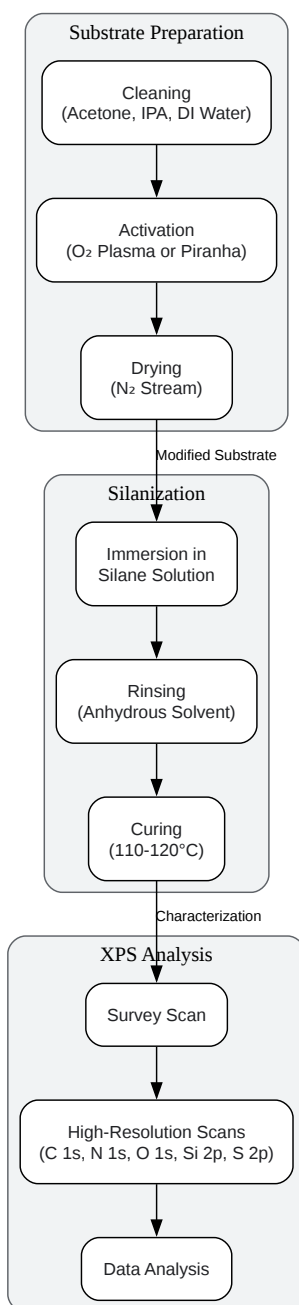 Substrate Preparation
Cleaning
(Acetone, IPA, DI Water)
Activation
(O₂ Plasma or Piranha)
Drying
(N₂ Stream)
Modified Substrate
Silanization
Immersion in
Silane Solution
Rinsing
(Anhydrous Solvent)
Curing
(110-120°C)
Characterization
XPS Analysis
Survey Scan
High-Resolution Scans
(C 1s, N 1s, O 1s, Si 2p, S 2p)
Data Analysis